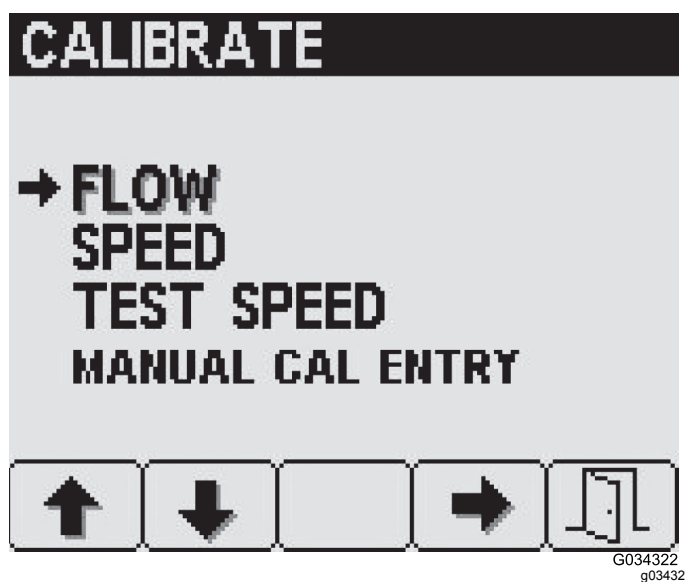 CALIBRATE
FLOW
SPEED
TEST SPEED
MANUAL CAL ENTRY
G034322
g03432